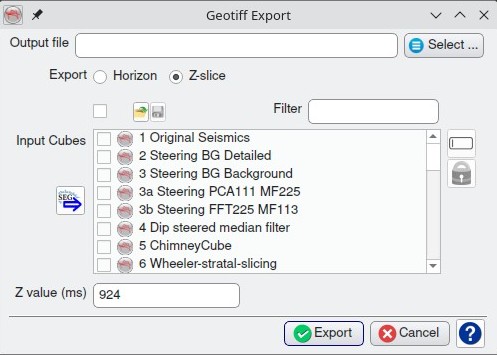 Geotiff Export
Output file
Select ...
Export Horizon Z-slice
Filter
Input Cubes
1 Original Seismics
2 Steering BG Detailed
3 Steering BG Background
3a Steering PCA111 MF225
3b Steering FFT225 MF113
4 Dip steered median filter
5 ChimneyCube
6 Wheeler-stratal-slicing
SEG
Z value (ms) 924
Export Cancel ?